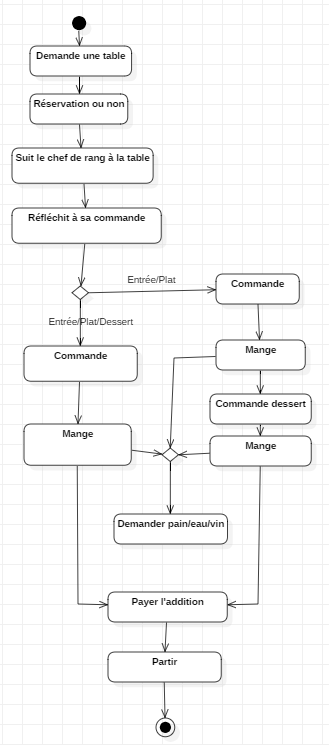 Demande une table
Réservation ou non
Suit le chef de rang à la table
Réfléchit à sa commande
Entrée/Plat
Commande
Entrée/Plat/Dessert
Commande
Mange
Commande dessert
Mange
Mange
Demander pain/eau/vin
Payer l'addition
Partir